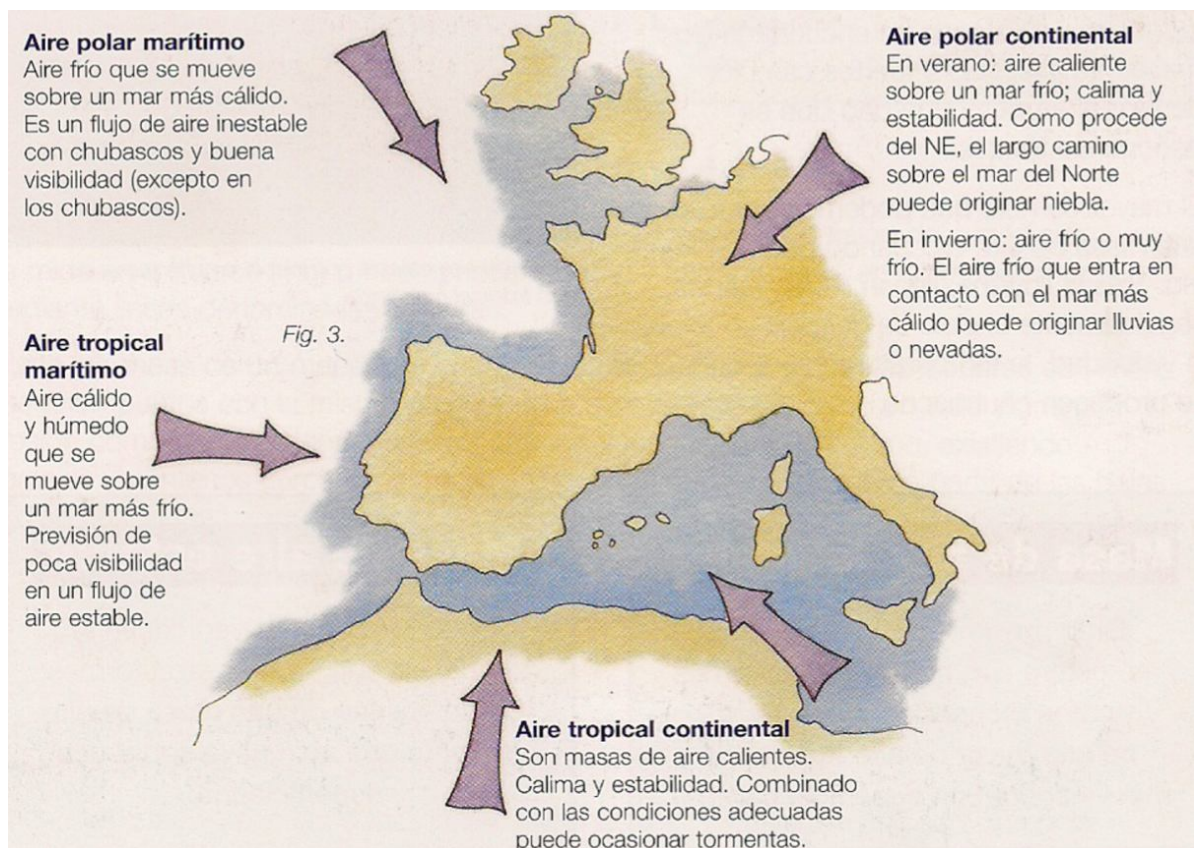 Aire polar marítimo
Aire frío que se mueve
sobre un mar más cálido.
Es un flujo de aire inestable
con chubascos y buena
visibilidad (excepto en
los chubascos).
Aire polar continental
En verano: aire caliente
sobre un mar frío; calima y
estabilidad. Como procede
del NE, el largo camino
sobre el mar del Norte
puede originar niebla.
En invierno: aire frío o muy
frío. El aire frío que entra en
contacto con el mar más
cálido puede originar lluvias
o nevadas.
Fig. 3.
Aire tropical
marítimo
Aire cálido
y húmedo
que se
mueve sobre
un mar más frío.
Previsión de
poca visibilidad
en un flujo de
aire estable.
Aire tropical continental
Son masas de aire calientes.
Calima y estabilidad. Combinado
con las condiciones adecuadas
puede ocasionar tormentas.